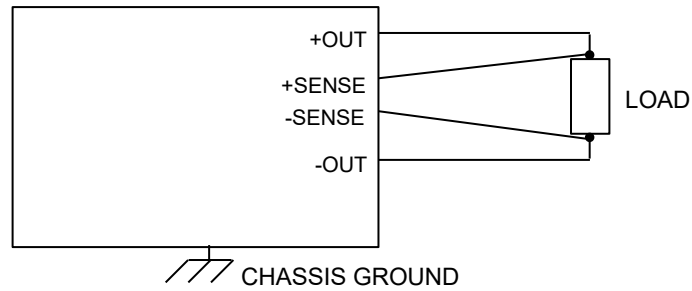 +OUT
+SENSE
-SENSE
-OUT
LOAD
CHASSIS GROUND